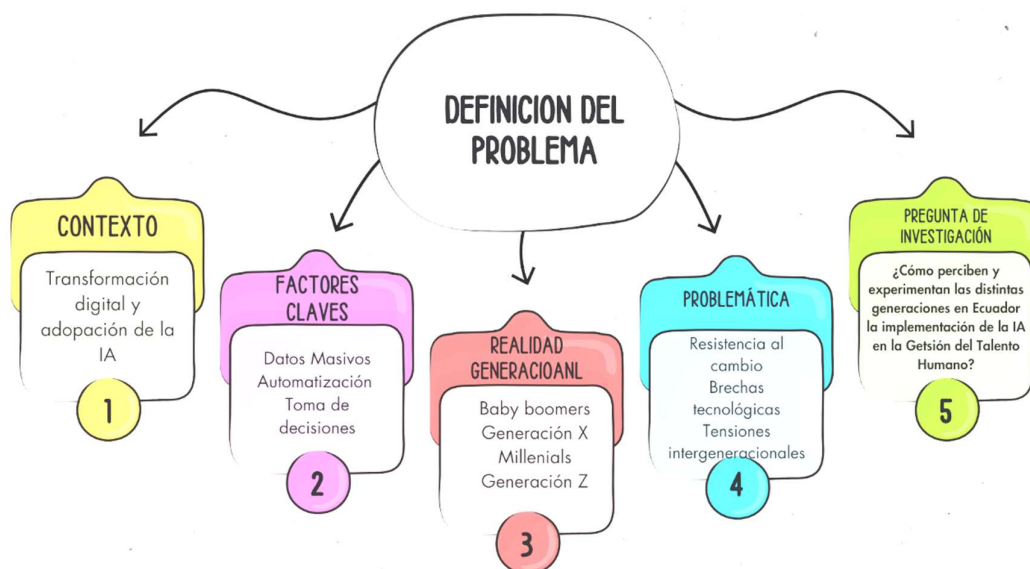 DEFINICION DEL
PROBLEMA
CONTEXTO
Transformación
digital y
adopación de la
IA
1
FACTORES
CLAVES
Datos Masivos
Automatización
Toma de
decisiones
2
REALIDAD
GENERACIOANL
Baby boomers
Generación X
Millenials
Generación Z
3
PROBLEMÁTICA
Resistencia al
cambio
Brechas
tecnológicas
Tensiones
intergeneracionales
4
PREGUNTA DE
INVESTIGACIÓN
¿Cómo perciben y
experimentan las distintas
generaciones en Ecuador
la implementación de la IA
en la Getsión del Talento
Humano?
5